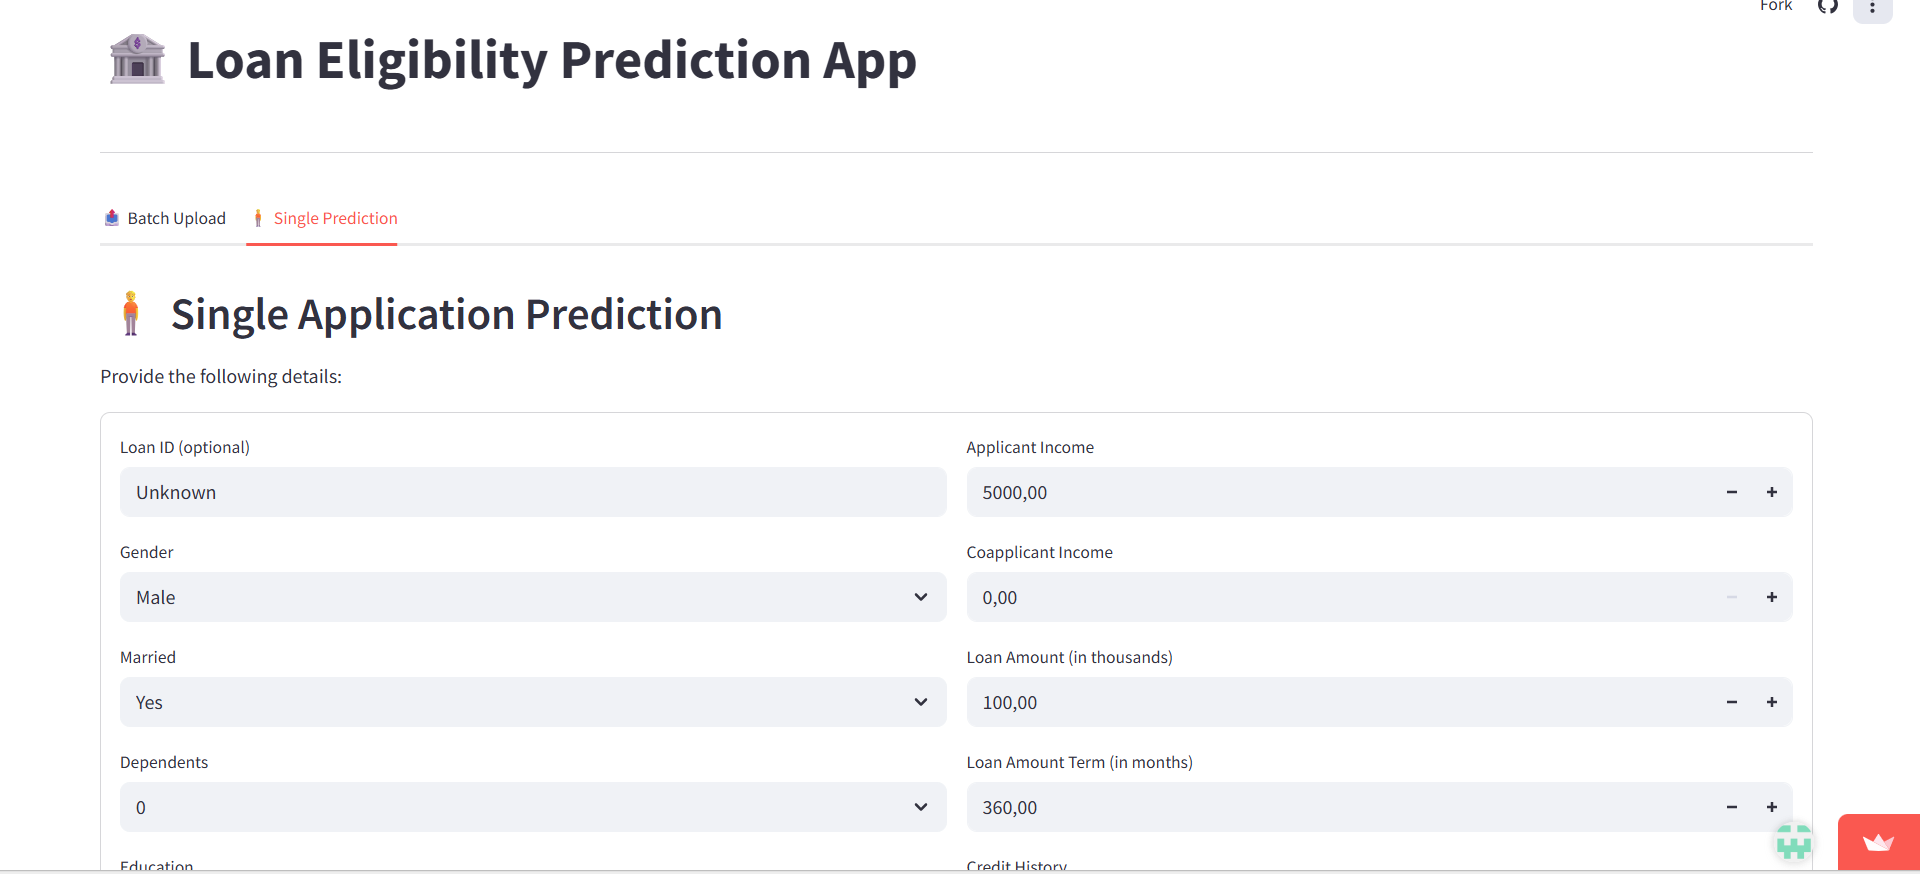 Fork
Loan Eligibility Prediction App
Batch Upload
Single Prediction
Single Application Prediction
Provide the following details:
Loan ID (optional)
Unknown
Gender
Male
Married
Yes
Dependents
0
Education
Applicant Income
5000,00
Coapplicant Income
0,00
Loan Amount (in thousands)
100,00
Loan Amount Term (in months)
360,00
Credit History